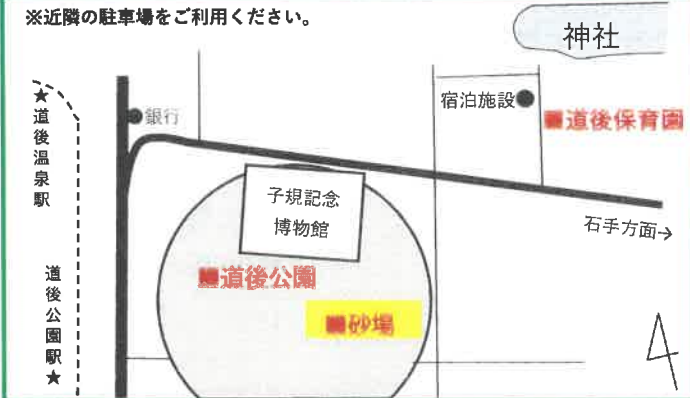 ※近隣の駐車場をご利用ください。
神社
★道後温泉駅
銀行
宿泊施設
■道後保育園
子規記念
博物館
石手方面→
■道後公園
■砂場
道後公園駅★
4